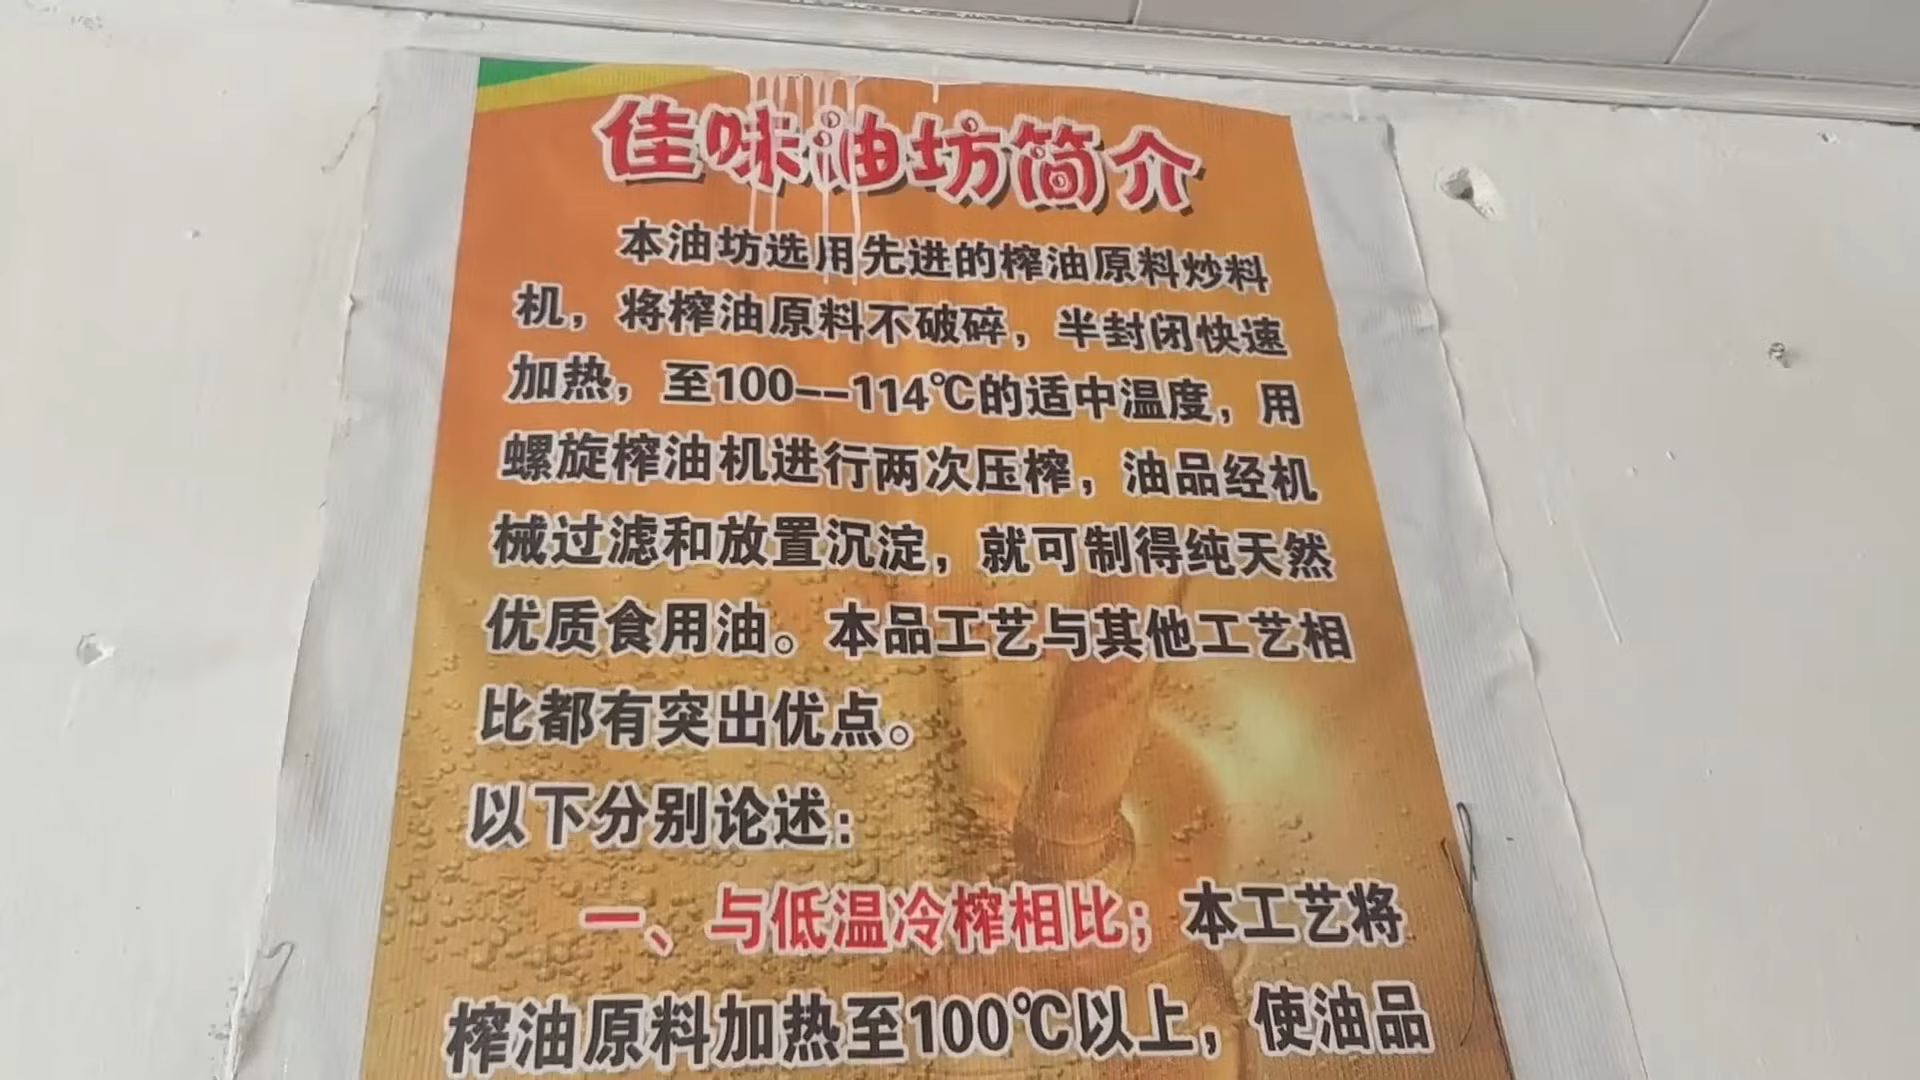 佳味油坊简介
本油坊选用先进的榨油原料炒料
机，将榨油原料不破碎，半封闭快速
加热，至100--114℃的适中温度，用
螺旋榨油机进行两次压榨，油品经机
械过滤和放置沉淀，就可制得纯天然
优质食用油。本品工艺与其他工艺相
比都有突出优点。
以下分别论述：
一、与低温冷榨相比；本工艺将
榨油原料加热至100℃以上，使油品